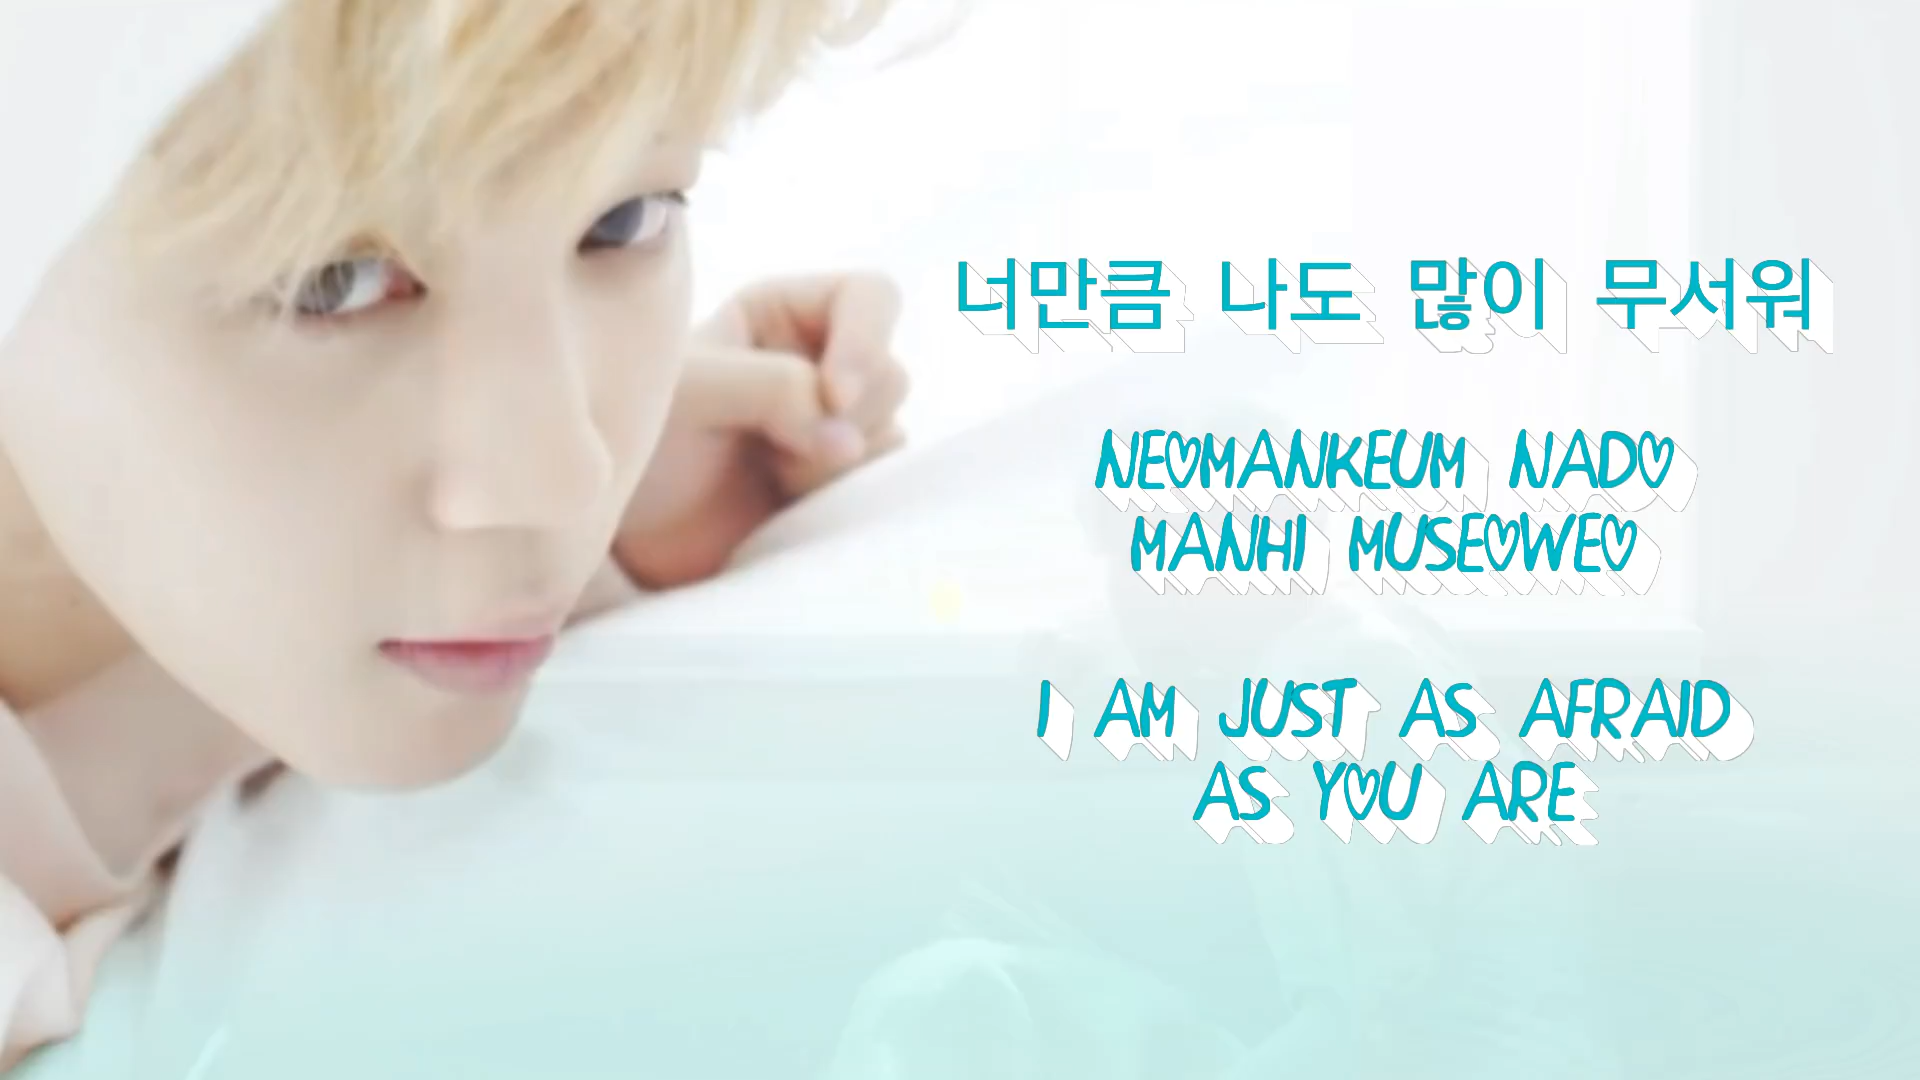 너만큼 나도 많이 무서워
NEOMANKEUM NADO
MANHI MUSEOWEO
I AM JUST AS AFRAID
AS YOU ARE